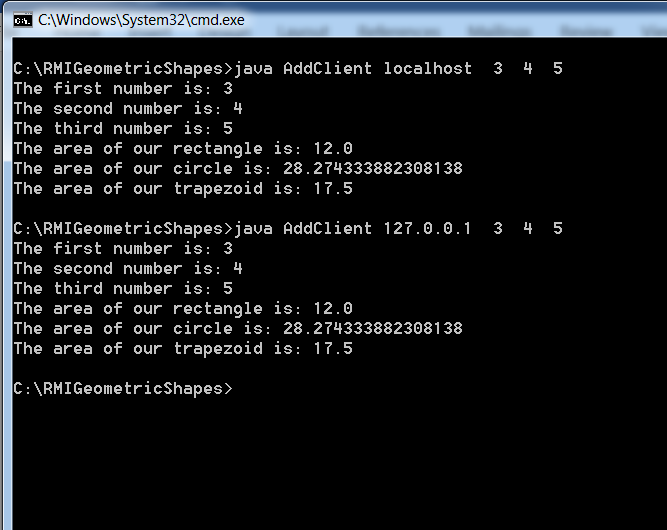 C:\Windows\System32\cmd.exe
C:\RMIGeometricShapes>java AddClient localhost  3  4  5
The first number is: 3
The second number is: 4
The third number is: 5
The area of our rectangle is: 12.0
The area of our circle is: 28.274333882308138
The area of our trapezoid is: 17.5
C:\RMIGeometricShapes>java AddClient 127.0.0.1  3  4  5
The first number is: 3
The second number is: 4
The third number is: 5
The area of our rectangle is: 12.0
The area of our circle is: 28.274333882308138
The area of our trapezoid is: 17.5
C:\RMIGeometricShapes>